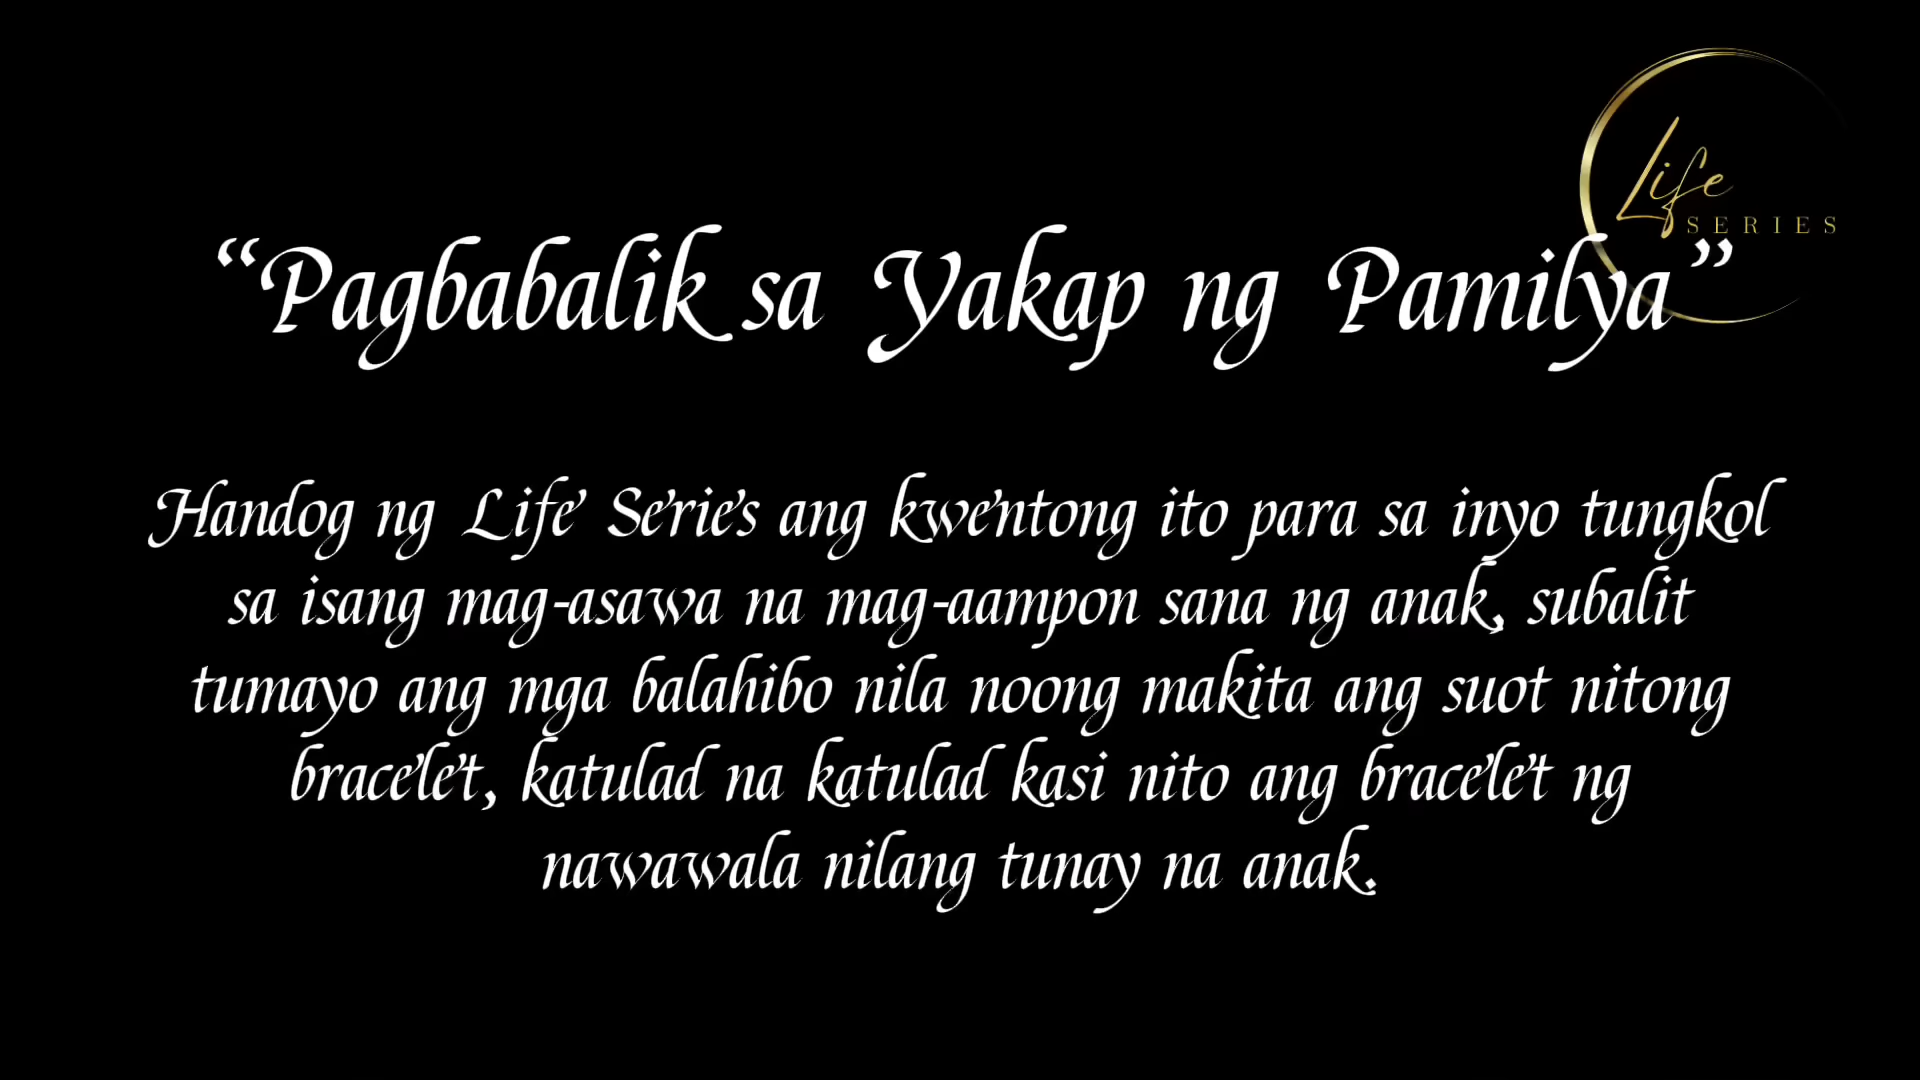 Life
SERIES
“Pagbabalik sa Yakap ng Pamilya”
Handog ng Life Series ang kwentong ito para sa inyo tungkol
sa isang mag-asawa na mag-aampon sana ng anak, subalit
tumayo ang mga balahibo nila noong makita ang suot nitong
bracelet, katulad na katulad kasi nito ang bracelet ng
nawawala nilang tunay na anak.